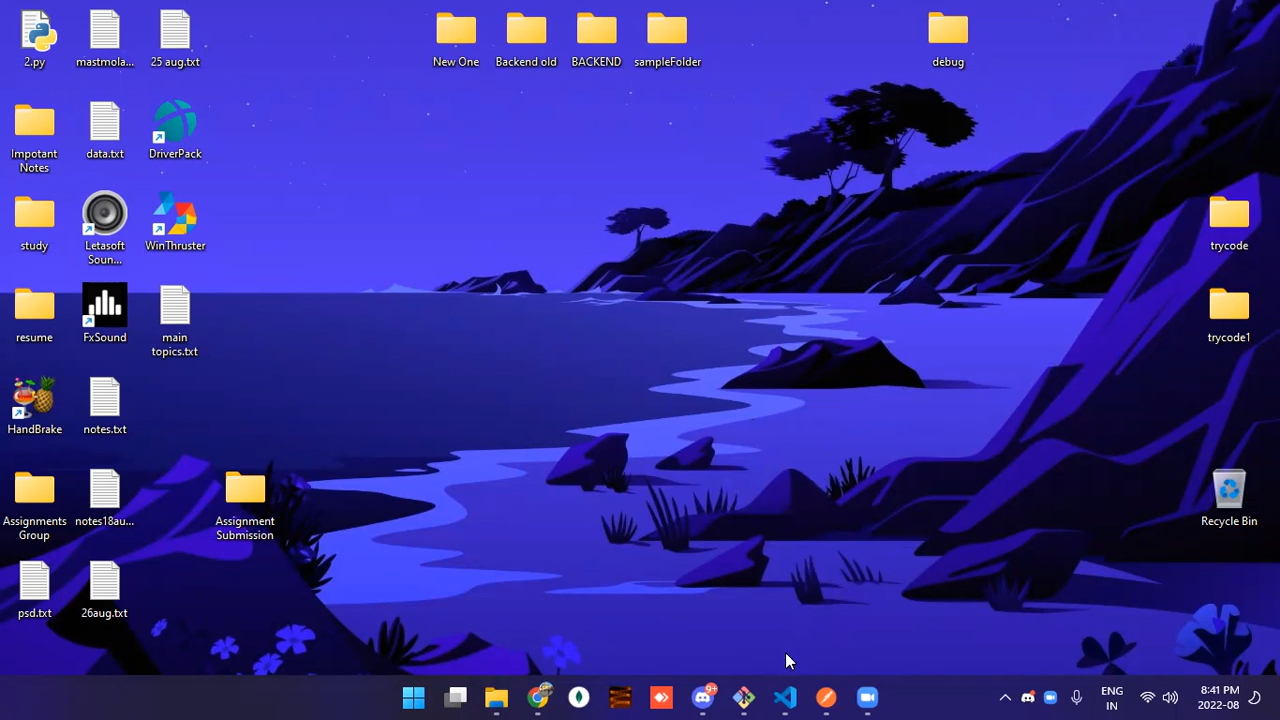 2.py
mastmola...
25 aug.txt
New One
Backend old
BACKEND
sampleFolder
debug
Impotant
Notes
data.txt
DriverPack
study
Letasoft
Soun...
WinThruster
trycode
resume
FxSound
main
topics.txt
trycode1
HandBrake
notes.txt
Assignments
Group
notes18au...
Assignment
Submission
Recycle Bin
psd.txt
26aug.txt
9+
ENG
IN
8:41 PM
2022-08